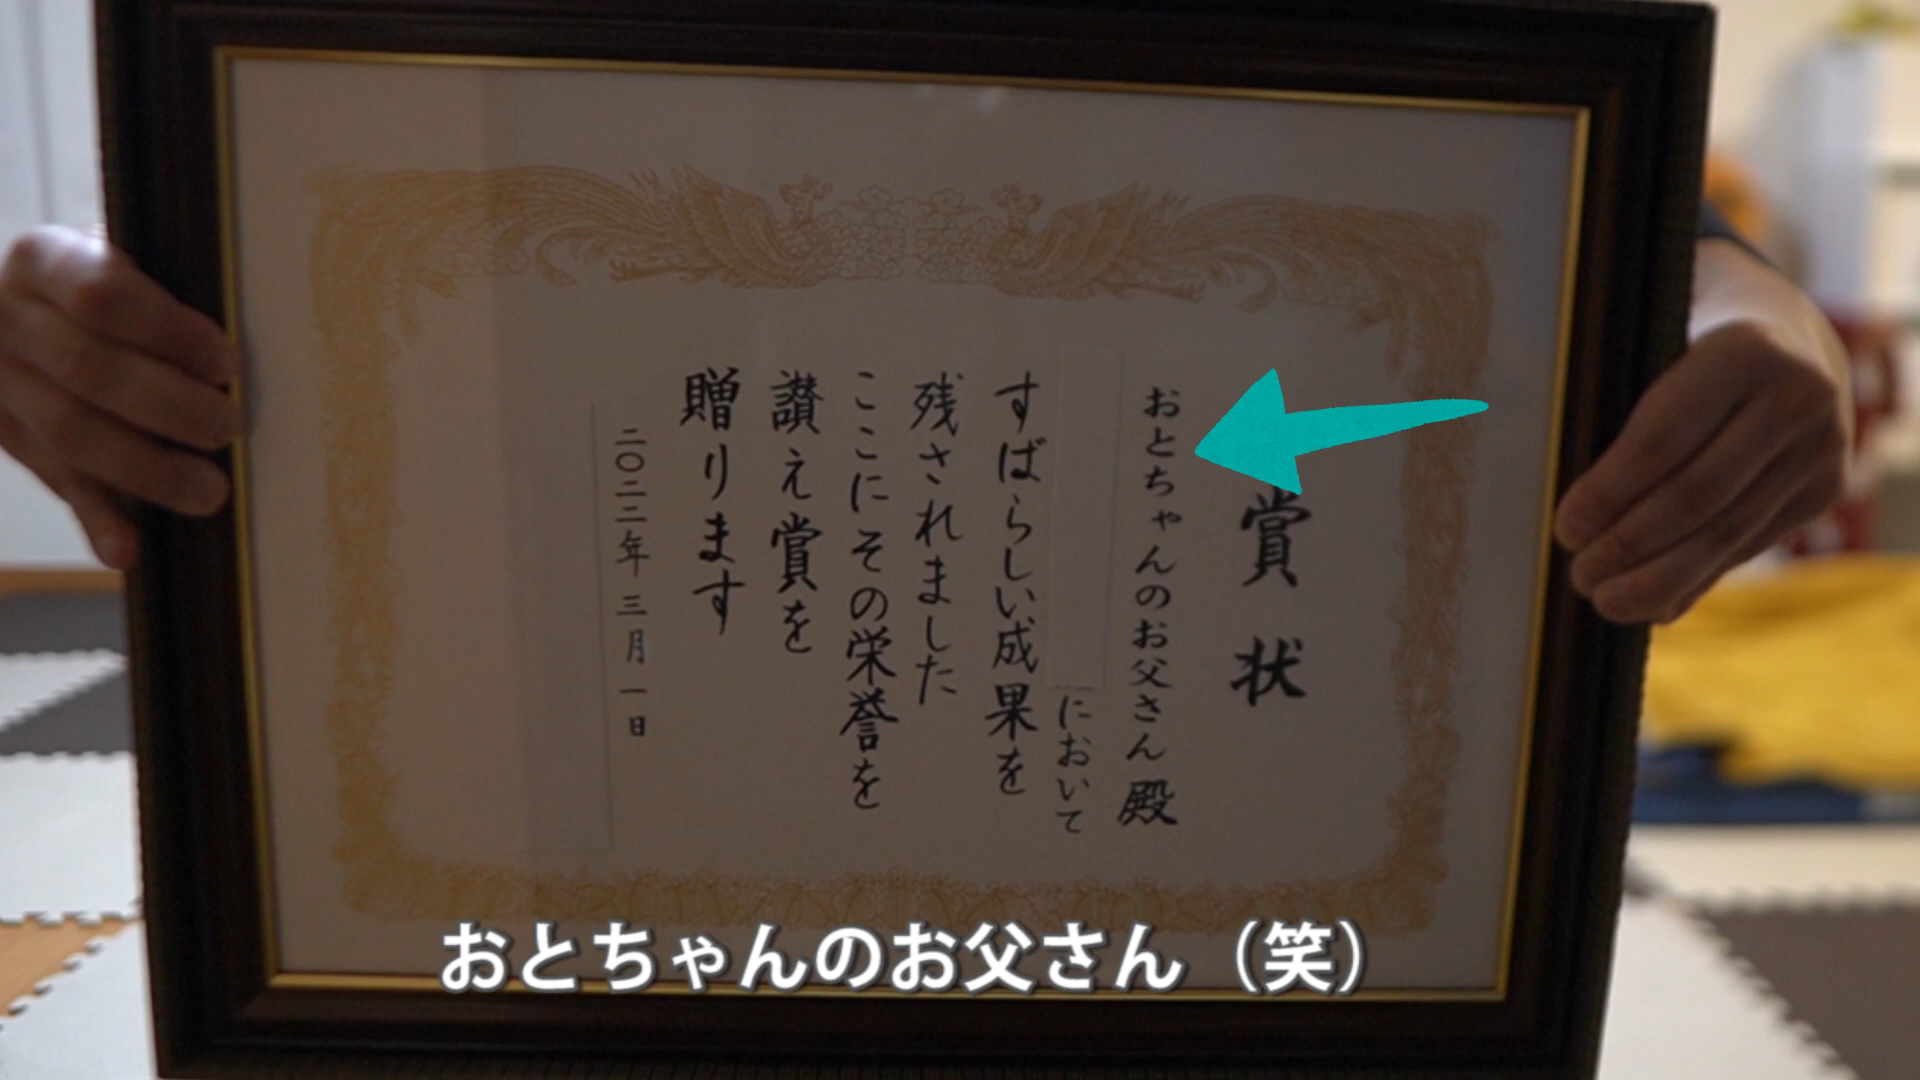 賞状
おとちゃんのお父さん殿
において
すばらしい成果を
残されました
ここにその栄誉を
讃え賞を
贈ります
二〇二二年三月一日
おとちゃんのお父さん（笑）